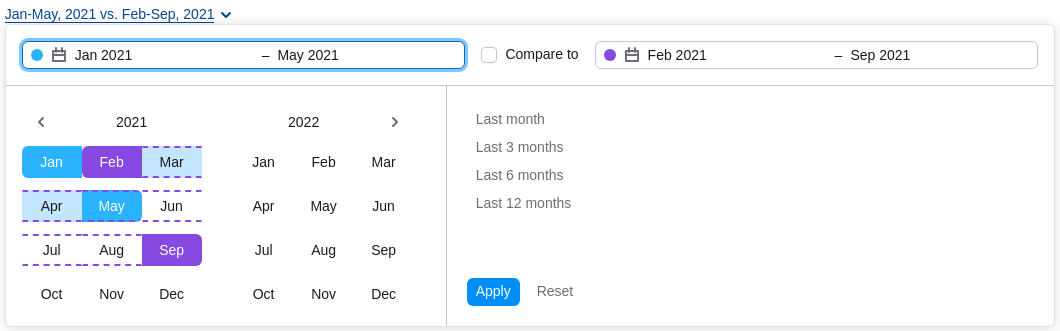 Jan-May, 2021 vs. Feb-Sep, 2021
Jan 2021 – May 2021 Compare to Feb 2021 – Sep 2021
2021 2022
Jan Feb Mar Jan Feb Mar
Apr May Jun Apr May Jun
Jul Aug Sep Jul Aug Sep
Oct Nov Dec Oct Nov Dec
Last month
Last 3 months
Last 6 months
Last 12 months
Apply Reset